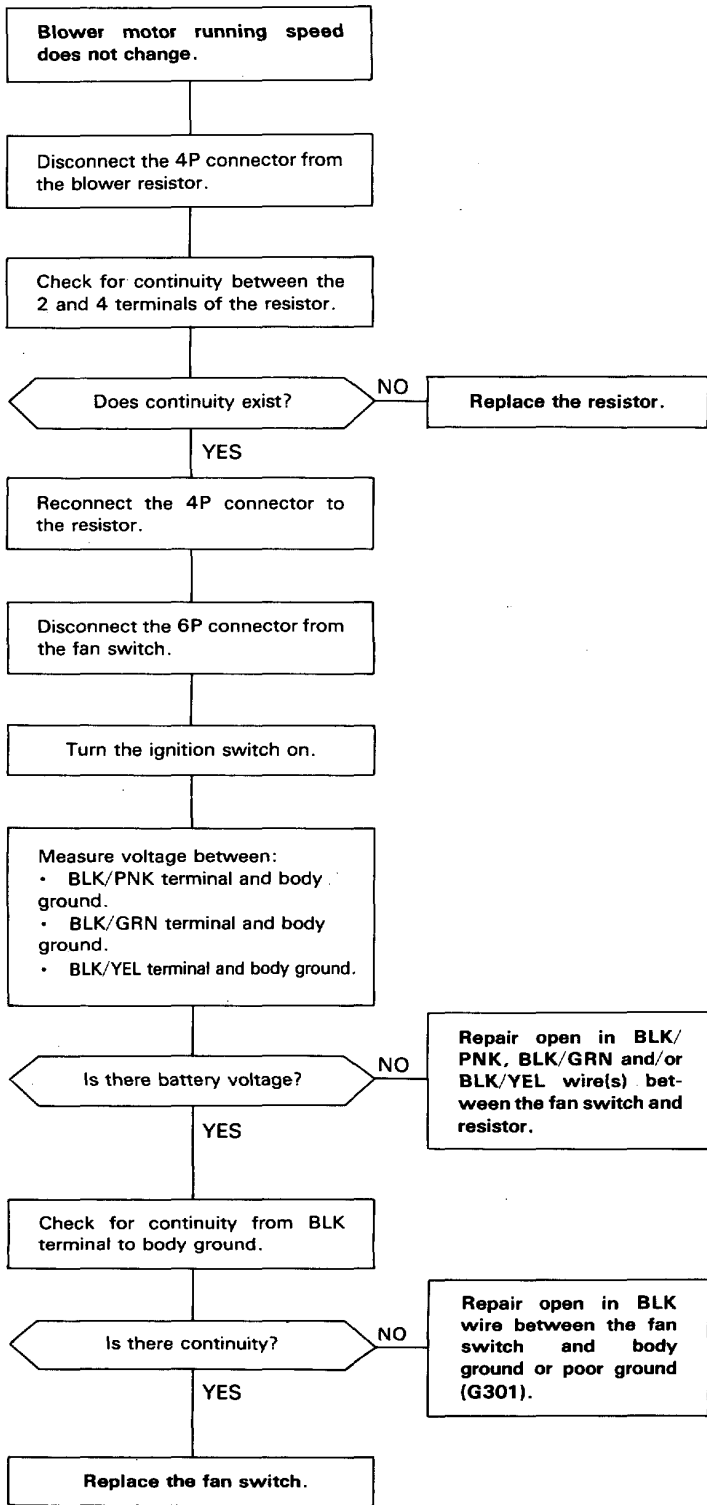 Blower motor running speed
does not change.
Disconnect the 4P connector from
the blower resistor.
Check for continuity between the
2 and 4 terminals of the resistor.
Does continuity exist?
NO
Replace the resistor.
YES
Reconnect the 4P connector to
the resistor.
Disconnect the 6P connector from
the fan switch.
Turn the ignition switch on.
Measure voltage between:
• BLK/PNK terminal and body
ground.
• BLK/GRN terminal and body
ground.
• BLK/YEL terminal and body ground.
Is there battery voltage?
NO
Repair open in BLK/
PNK, BLK/GRN and/or
BLK/YEL wire(s) bet-
ween the fan switch and
resistor.
YES
Check for continuity from BLK
terminal to body ground.
Is there continuity?
NO
Repair open in BLK
wire between the fan
switch and body
ground or poor ground
(G301).
YES
Replace the fan switch.